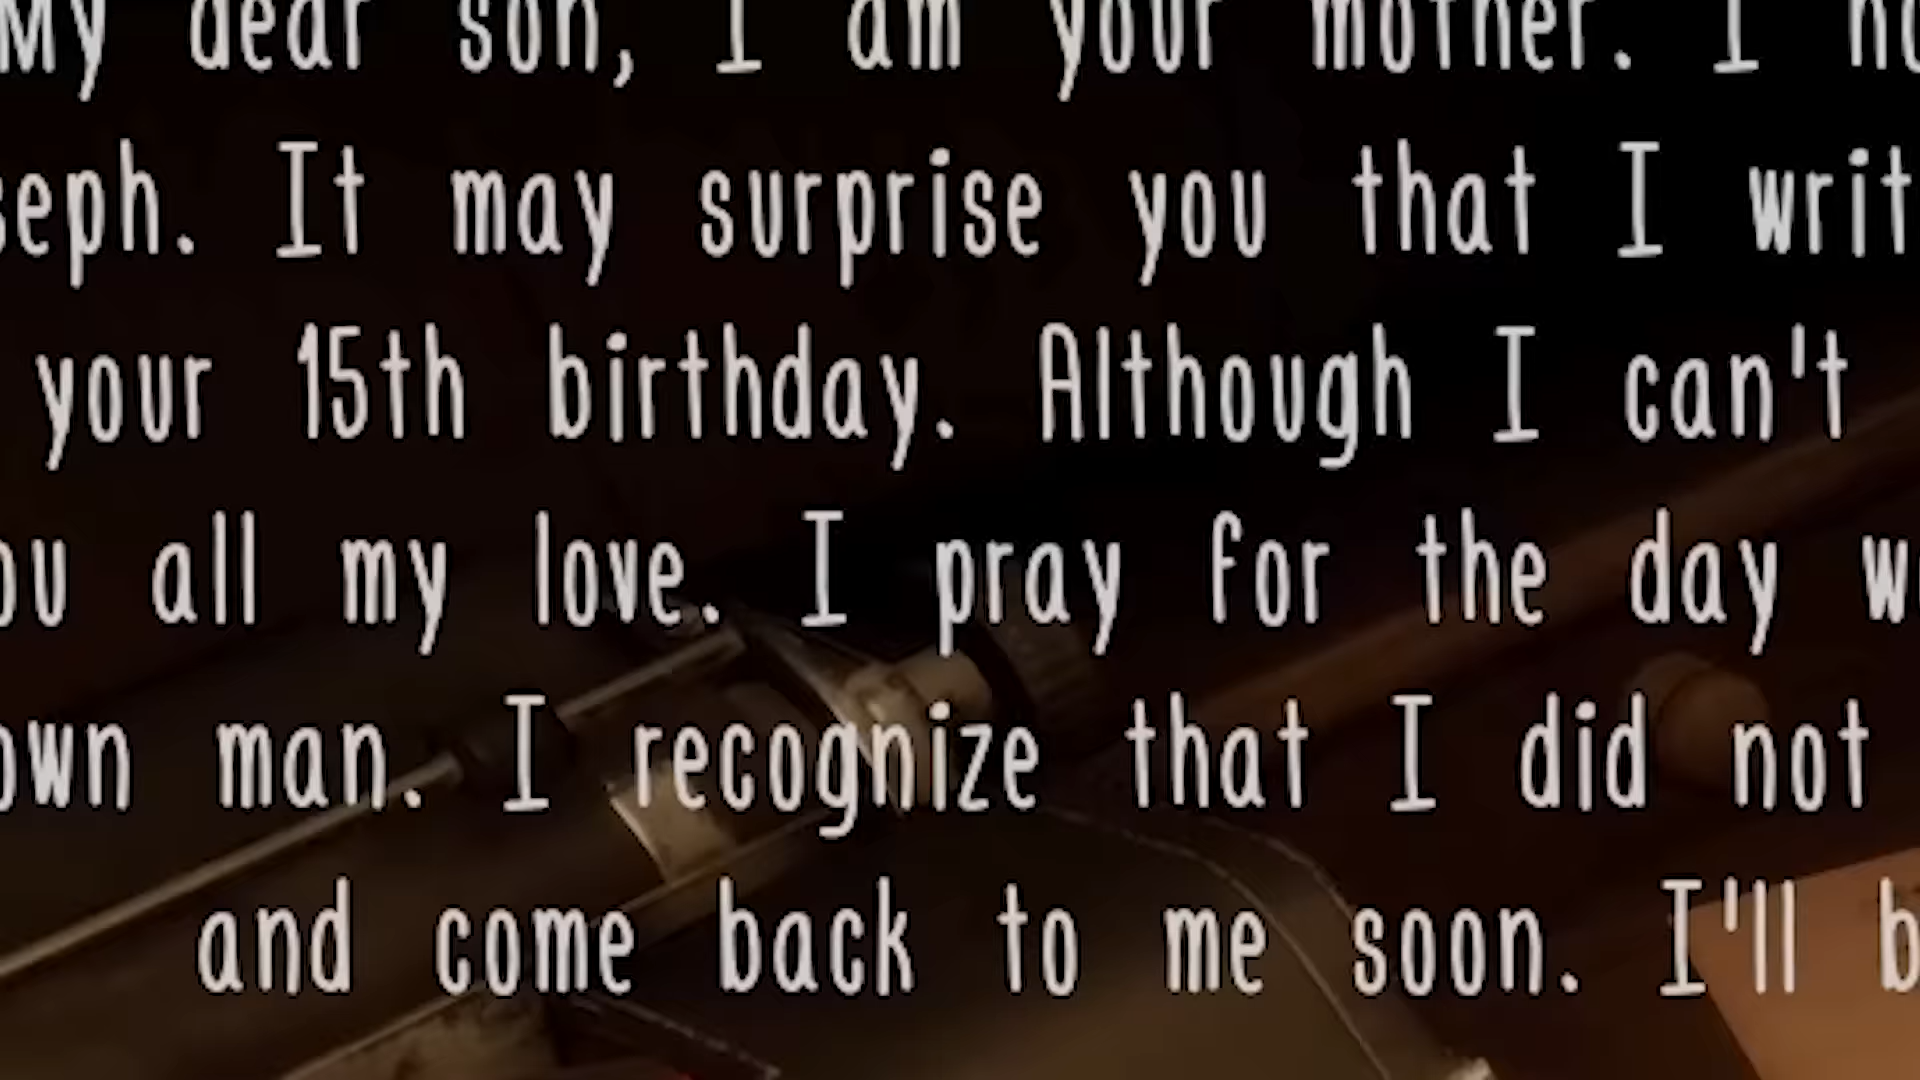 My dear son, I am your mother. I
seph. It may surprise you that I writ
your 15th birthday. Although I can't
ou all my love. I pray for the day w
own man. I recognize that I did not
and come back to me soon. I'll b